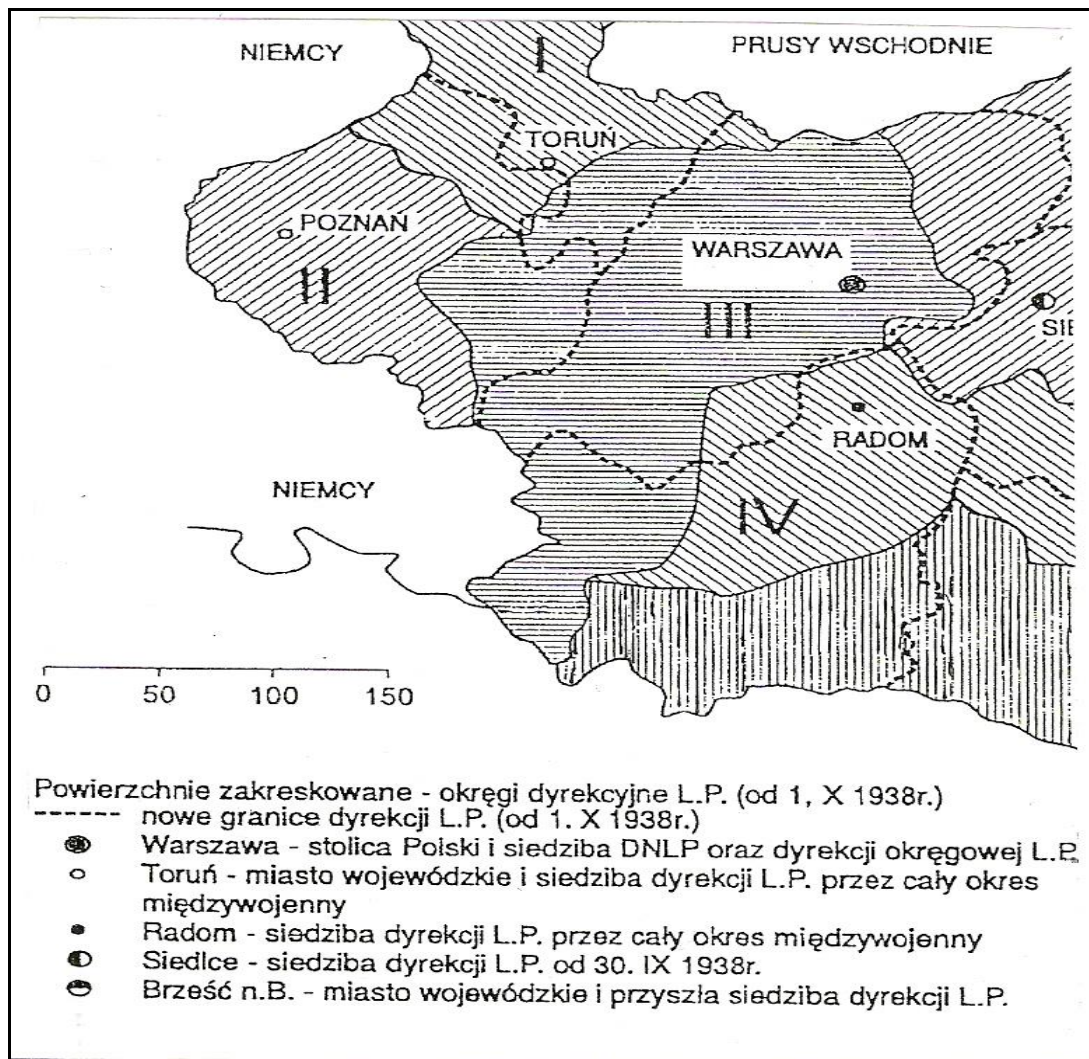 NIEMCY
PRUSY WSCHODNIE
I
TORUŃ
POZNAŃ
WARSZAWA
II
III
SIE
RADOM
NIEMCY
IV
0 50 100 150
Powierzchnie zakreskowane - okręgi dyrekcyjne L.P. (od 1, X 1938r.)
nowe granice dyrekcji L.P. (od 1. X 1938r.)
Warszawa - stolica Polski i siedziba DNLP oraz dyrekcji okręgowej L.P.
Toruń - miasto wojewódzkie i siedziba dyrekcji L.P. przez cały okres
międzywojenny
Radom - siedziba dyrekcji L.P. przez cały okres międzywojenny
Siedlce - siedziba dyrekcji L.P. od 30. IX 1938r.
Brześć n.B. - miasto wojewódzkie i przyszła siedziba dyrekcji L.P.